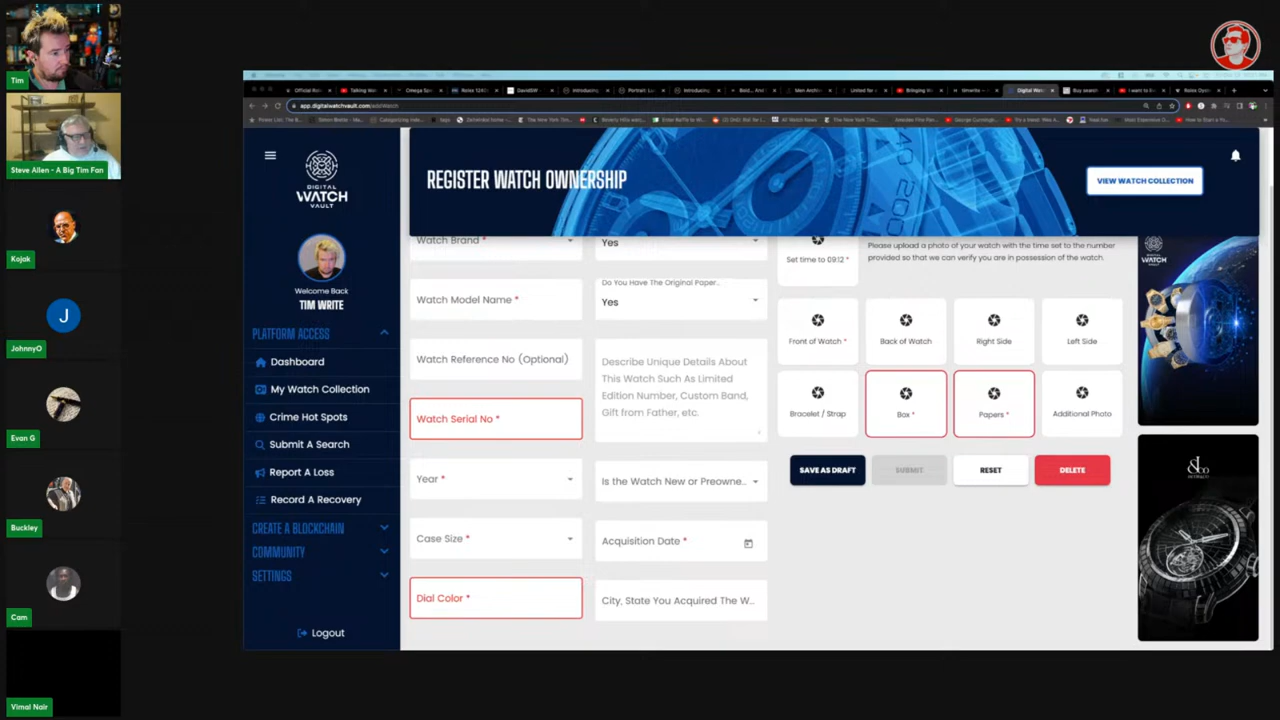 Tim
Steve Allen - A Big Tim Fan
Kojak
J
JohnnyO
Evan G
Buckley
Cam
Vimal Nair
app.digitalwatchvault.com/addWatch
DIGITAL
WATCH
VAULT
Welcome Back
TIM WRITE
PLATFORM ACCESS
Dashboard
My Watch Collection
Crime Hot Spots
Submit A Search
Report A Loss
Record A Recovery
CREATE A BLOCKCHAIN
COMMUNITY
SETTINGS
Logout
REGISTER WATCH OWNERSHIP
VIEW WATCH COLLECTION
Watch Brand *
Watch Model Name *
Watch Reference No (Optional)
Watch Serial No *
Year *
Case Size *
Dial Color *
Yes
Do You Have The Original Paper...
Yes
Describe Unique Details About
This Watch Such As Limited
Edition Number, Custom Band,
Gift from Father, etc.
Is the Watch New or Preowne...
Acquisition Date *
City, State You Acquired The W...
Set time to 09:12 *
Please upload a photo of your watch with the time set to the number
provided so that we can verify you are in possession of the watch.
Front of Watch *
Back of Watch
Right Side
Left Side
Bracelet / Strap
Box *
Papers *
Additional Photo
SAVE AS DRAFT
SUBMIT
RESET
DELETE
DIGITAL
WATCH
VAULT
J&co